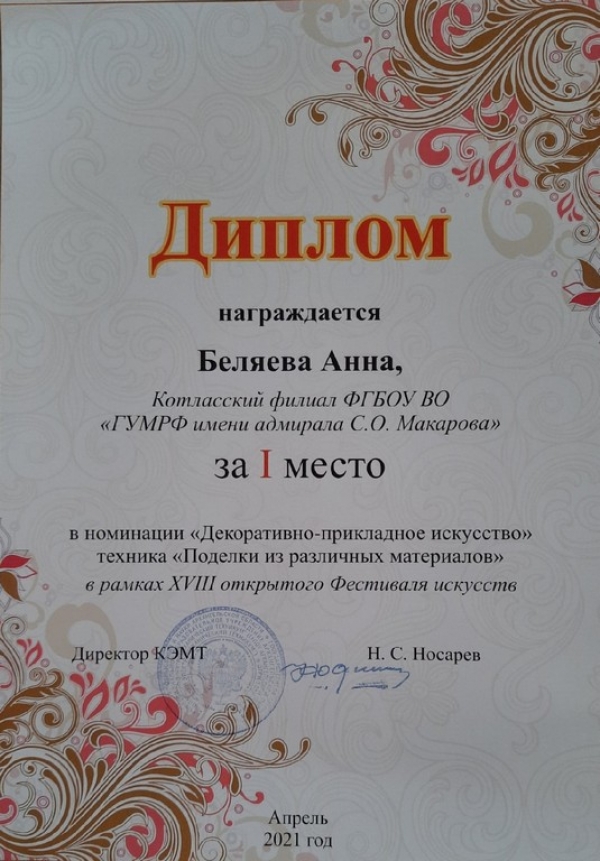 Диплом
награждается
Беляева Анна,
Котласский филиал ФГБОУ ВО
«ГУМРФ имени адмирала С.О. Макарова»
за I место
в номинации «Декоративно-прикладное искусство»
техника «Поделки из различных материалов»
в рамках XVIII открытого Фестиваля искусств
Директор КЭМТ Н. С. Носарев
Апрель
2021 год